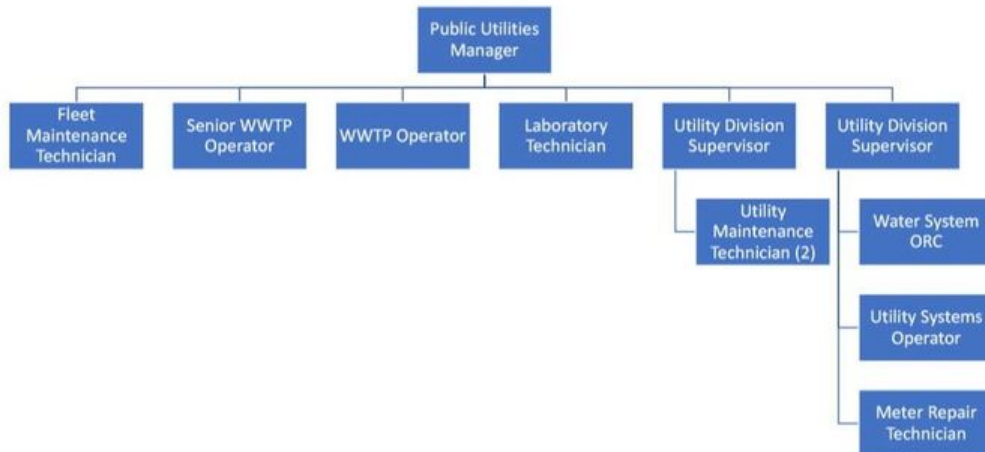 Public Utilities
Manager
Fleet
Maintenance
Technician
Senior WWTP
Operator
WWTP Operator
Laboratory
Technician
Utility Division
Supervisor
Utility Division
Supervisor
Utility
Maintenance
Technician (2)
Water System
ORC
Utility Systems
Operator
Meter Repair
Technician